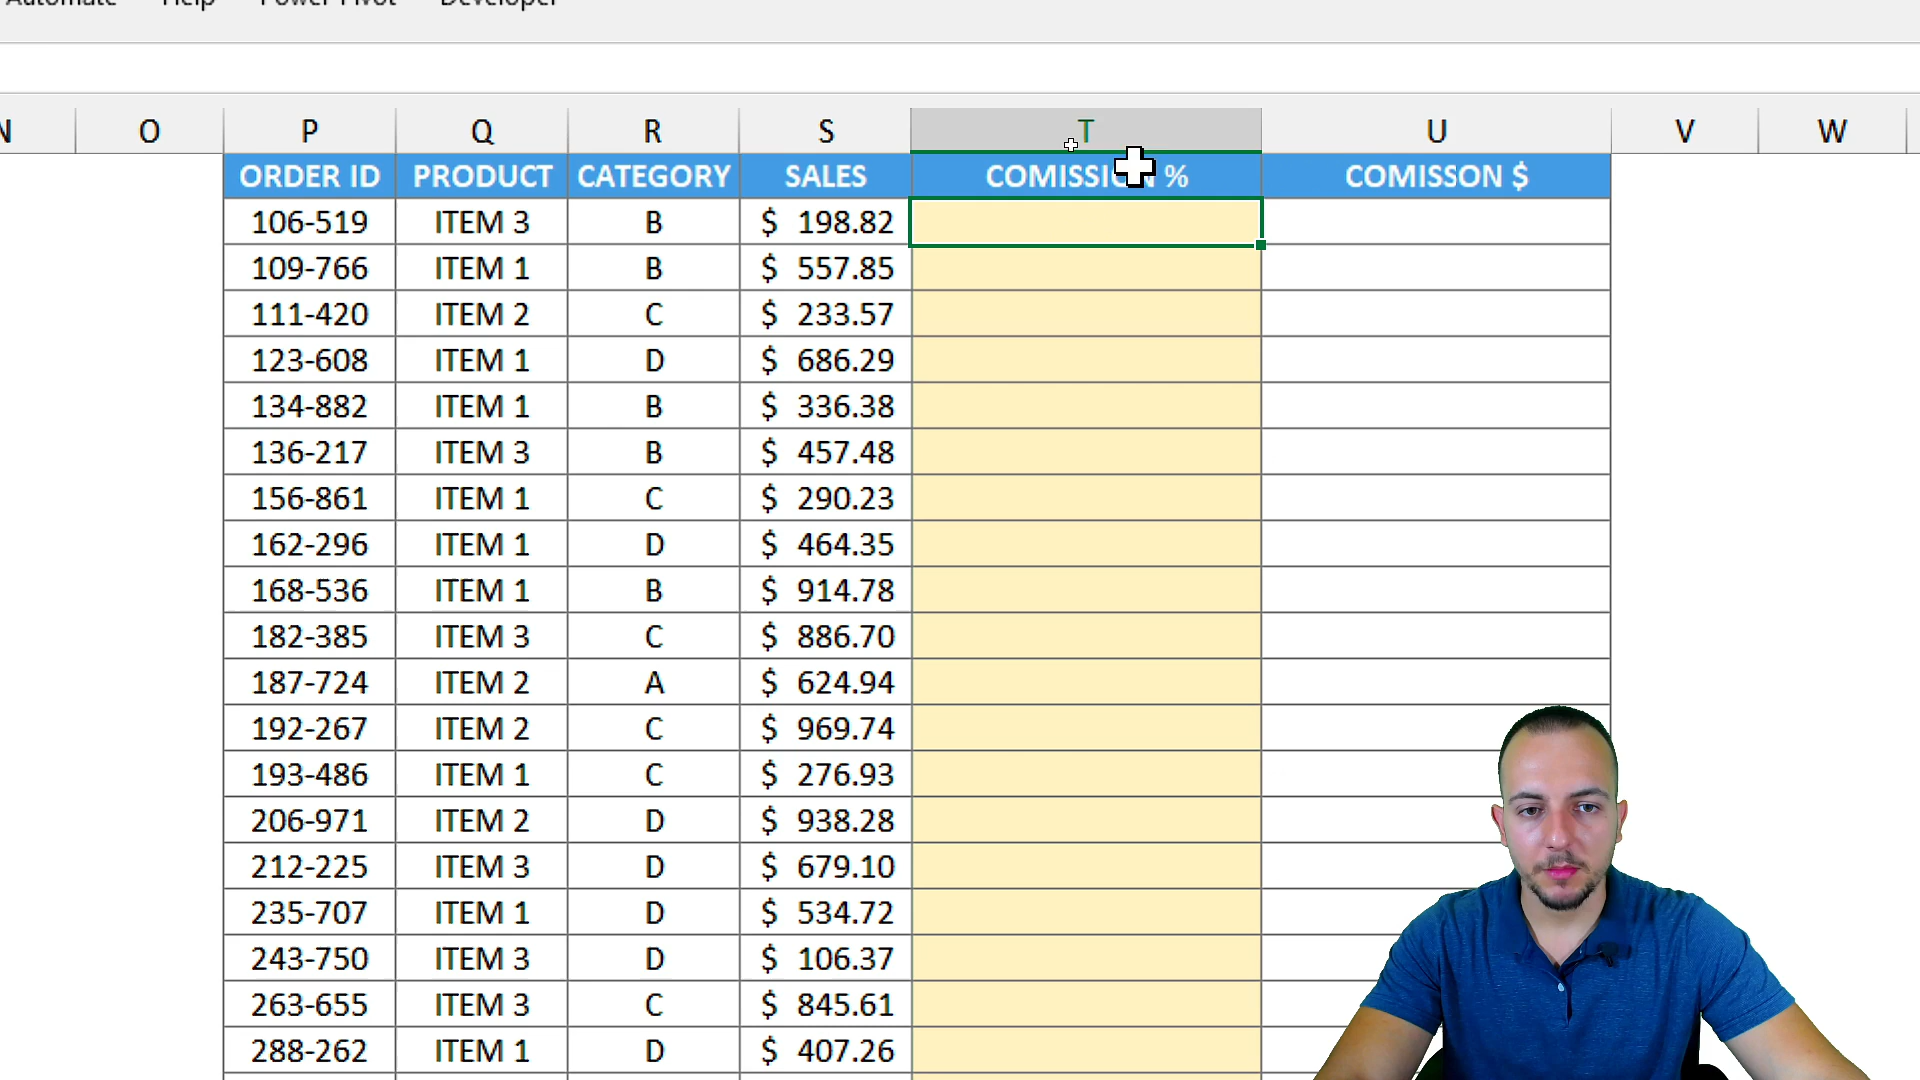 Automate Help Power Pivot Developer
N O P Q R S T U V W
ORDER ID PRODUCT CATEGORY SALES COMISSION % COMISSON $
106-519 ITEM 3 B $ 198.82
109-766 ITEM 1 B $ 557.85
111-420 ITEM 2 C $ 233.57
123-608 ITEM 1 D $ 686.29
134-882 ITEM 1 B $ 336.38
136-217 ITEM 3 B $ 457.48
156-861 ITEM 1 C $ 290.23
162-296 ITEM 1 D $ 464.35
168-536 ITEM 1 B $ 914.78
182-385 ITEM 3 C $ 886.70
187-724 ITEM 2 A $ 624.94
192-267 ITEM 2 C $ 969.74
193-486 ITEM 1 C $ 276.93
206-971 ITEM 2 D $ 938.28
212-225 ITEM 3 D $ 679.10
235-707 ITEM 1 D $ 534.72
243-750 ITEM 3 D $ 106.37
263-655 ITEM 3 C $ 845.61
288-262 ITEM 1 D $ 407.26